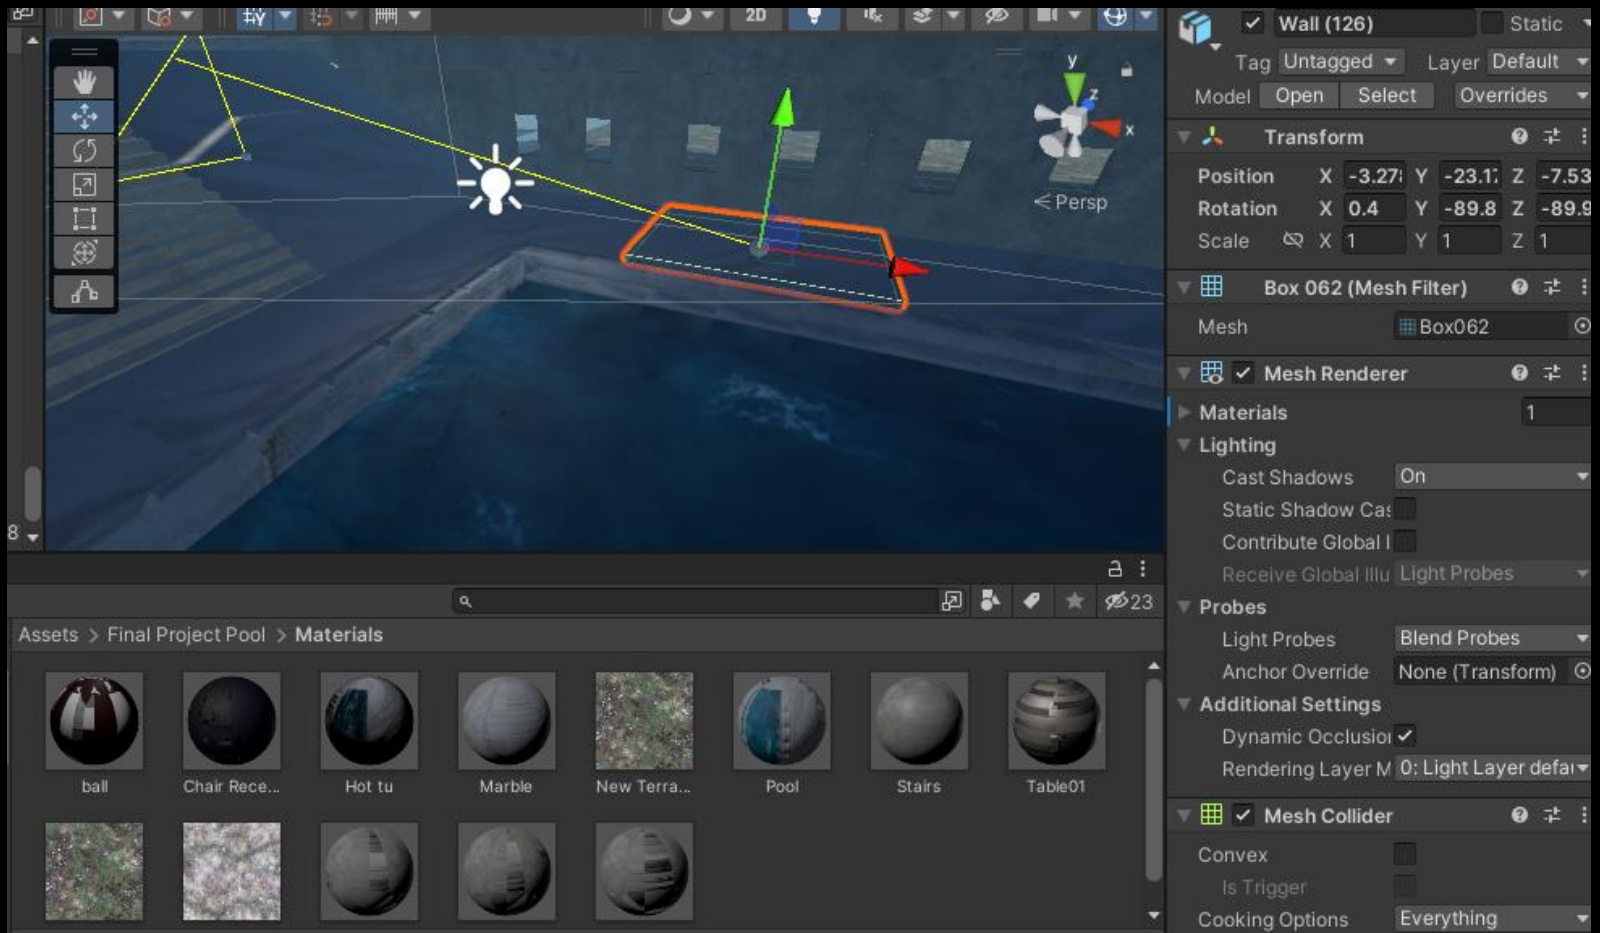 2D
Wall (126)
Static
Tag Untagged Layer Default
Model Open Select Overrides
y
z
x
Persp
Transform
Position X -3.27 Y -23.1 Z -7.53
Rotation X 0.4 Y -89.8 Z -89.9
Scale X 1 Y 1 Z 1
Box 062 (Mesh Filter)
Mesh Box062
Mesh Renderer
Materials 1
Lighting
Cast Shadows On
Static Shadow Cas
Contribute Global I
Receive Global Illu Light Probes
Probes
Light Probes Blend Probes
Anchor Override None (Transform)
Additional Settings
Dynamic Occlusio
Rendering Layer M 0: Light Layer defa
Mesh Collider
Convex
Is Trigger
Cooking Options Everything
8
23
Assets > Final Project Pool > Materials
ball Chair Rece... Hot tu Marble New Terra... Pool Stairs Table01